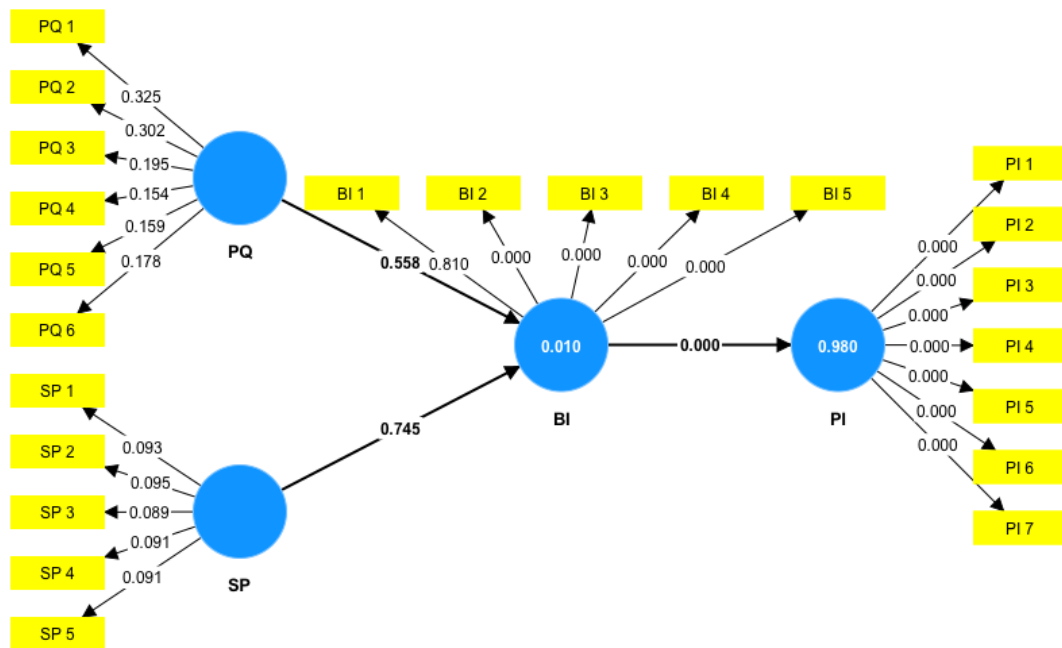 PQ 1
PQ 2
PQ 3
PQ 4
PQ 5
PQ 6
0.325
0.302
0.195
0.154
0.159
0.178
PQ
SP 1
SP 2
SP 3
SP 4
SP 5
0.093
0.095
0.089
0.091
0.091
SP
0.558
0.745
BI 1
BI 2
BI 3
BI 4
BI 5
0.810
0.000
0.000
0.000
0.000
0.010
BI
0.000
0.980
PI
0.000
0.000
0.000
0.000
0.000
0.000
0.000
PI 1
PI 2
PI 3
PI 4
PI 5
PI 6
PI 7